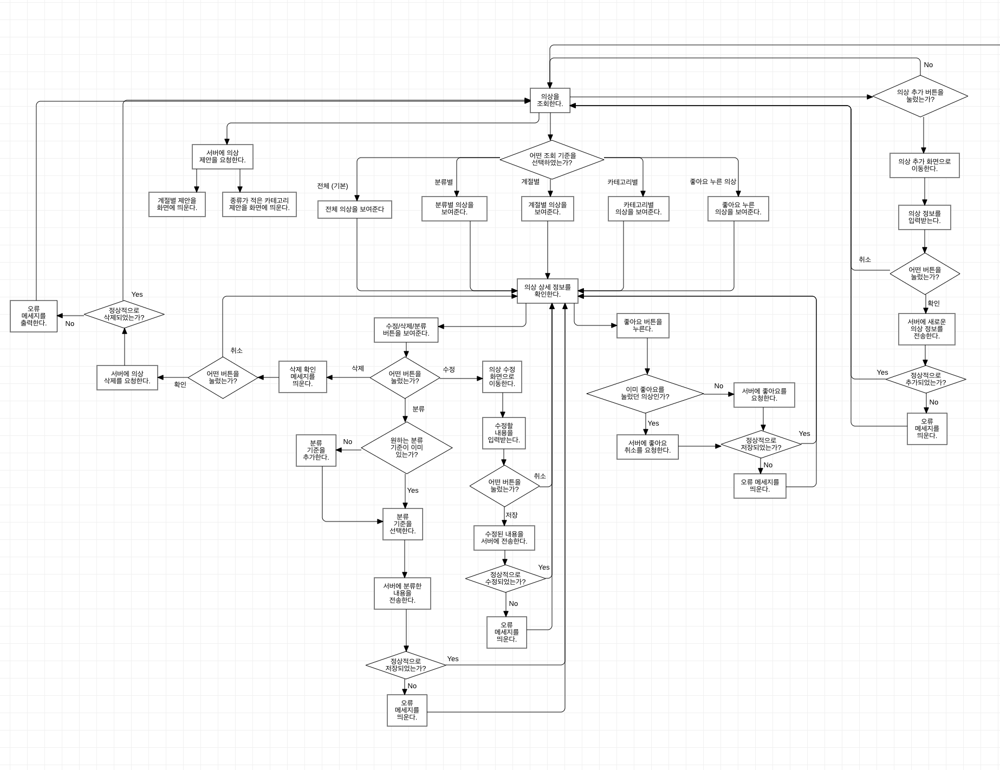 No
의상 추가 버튼을
눌렀는가?
의상을
조회한다.
서버에 의상
제안을 요청한다.
계절별 제안을
화면에 띄운다.
종류가 적은 카테고리
제안을 화면에 띄운다.
어떤 조회 기준을
선택하였는가?
전체 (기본)
분류별
계절별
카테고리별
좋아요 누른 의상
전체 의상을 보여준다
분류별 의상을
보여준다.
계절별 의상을
보여준다.
카테고리별
의상을 보여준다.
좋아요 누른
의상을 보여준다.
의상 추가 화면으로
이동한다.
의상 정보를
입력받는다.
취소
어떤 버튼을
눌렀는가?
확인
서버에 새로운
의상 정보를
전송한다.
Yes
정상적으로
추가되었는가?
No
오류
메세지를
띄운다.
의상 상세 정보를
확인한다.
오류
메세지를
출력한다.
No
Yes
정상적으로
삭제되었는가?
서버에 의상
삭제를 요청한다.
확인
취소
어떤 버튼을
눌렀는가?
삭제 확인
메세지를
띄운다.
삭제
수정/삭제/분류
버튼을 보여준다.
어떤 버튼을
눌렀는가?
수정
분류
의상 수정
화면으로
이동한다.
수정할
내용을
입력받는다.
어떤 버튼을
눌렀는가?
취소
저장
수정된 내용을
서버에 전송한다.
Yes
정상적으로
수정되었는가?
No
오류
메세지를
띄운다.
원하는 분류
기준이 이미
있는가?
No
분류
기준을
추가한다.
Yes
분류
기준을
선택한다.
서버에 분류한
내용을
전송한다.
정상적으로
저장되었는가?
Yes
No
오류
메세지를
띄운다.
좋아요 버튼을
누른다.
이미 좋아요를
눌렀던 의상인가?
No
서버에 좋아요를
요청한다.
Yes
서버에 좋아요
취소를 요청한다.
정상적으로
저장되었는가?
Yes
No
오류 메세지를
띄운다.